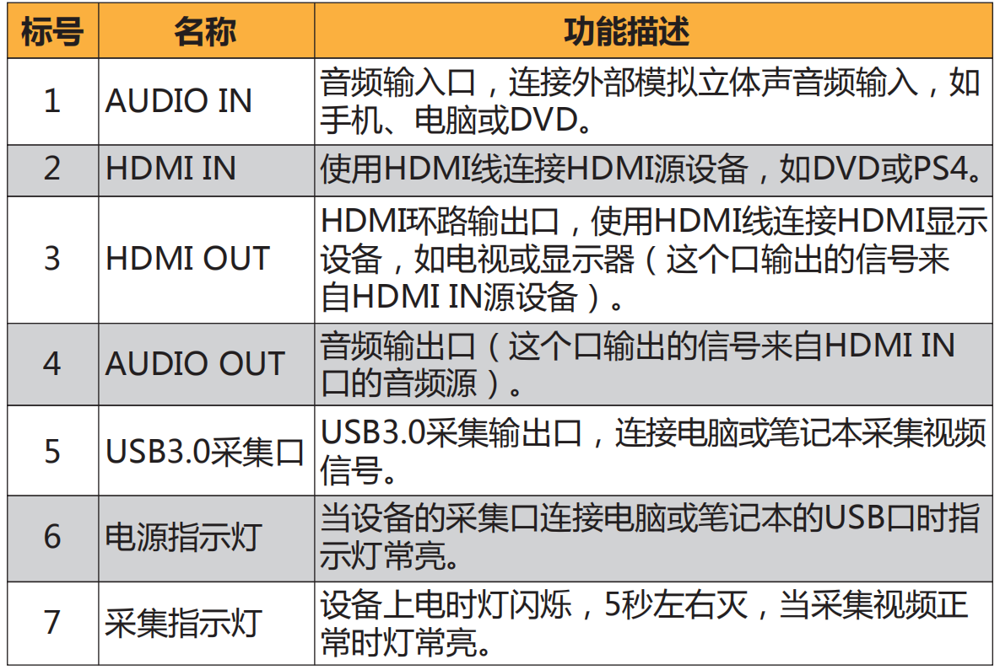 标号 名称 功能描述
1 AUDIO IN 音频输入口，连接外部模拟立体声音频输入，如
手机、电脑或DVD。
2 HDMI IN 使用HDMI线连接HDMI源设备，如DVD或PS4。
HDMI环路输出口，使用HDMI线连接HDMI显示
3 HDMI OUT 设备，如电视或显示器（这个口输出的信号来
自HDMI IN源设备）。
4 AUDIO OUT 音频输出口（这个口输出的信号来自HDMI IN
口的音频源）。
5 USB3.0采集口 USB3.0采集输出口，连接电脑或笔记本采集视频
信号。
6 电源指示灯 当设备的采集口连接电脑或笔记本的USB口时指
示灯常亮。
7 采集指示灯 设备上电时灯闪烁，5秒左右灭，当采集视频正
常时灯常亮。